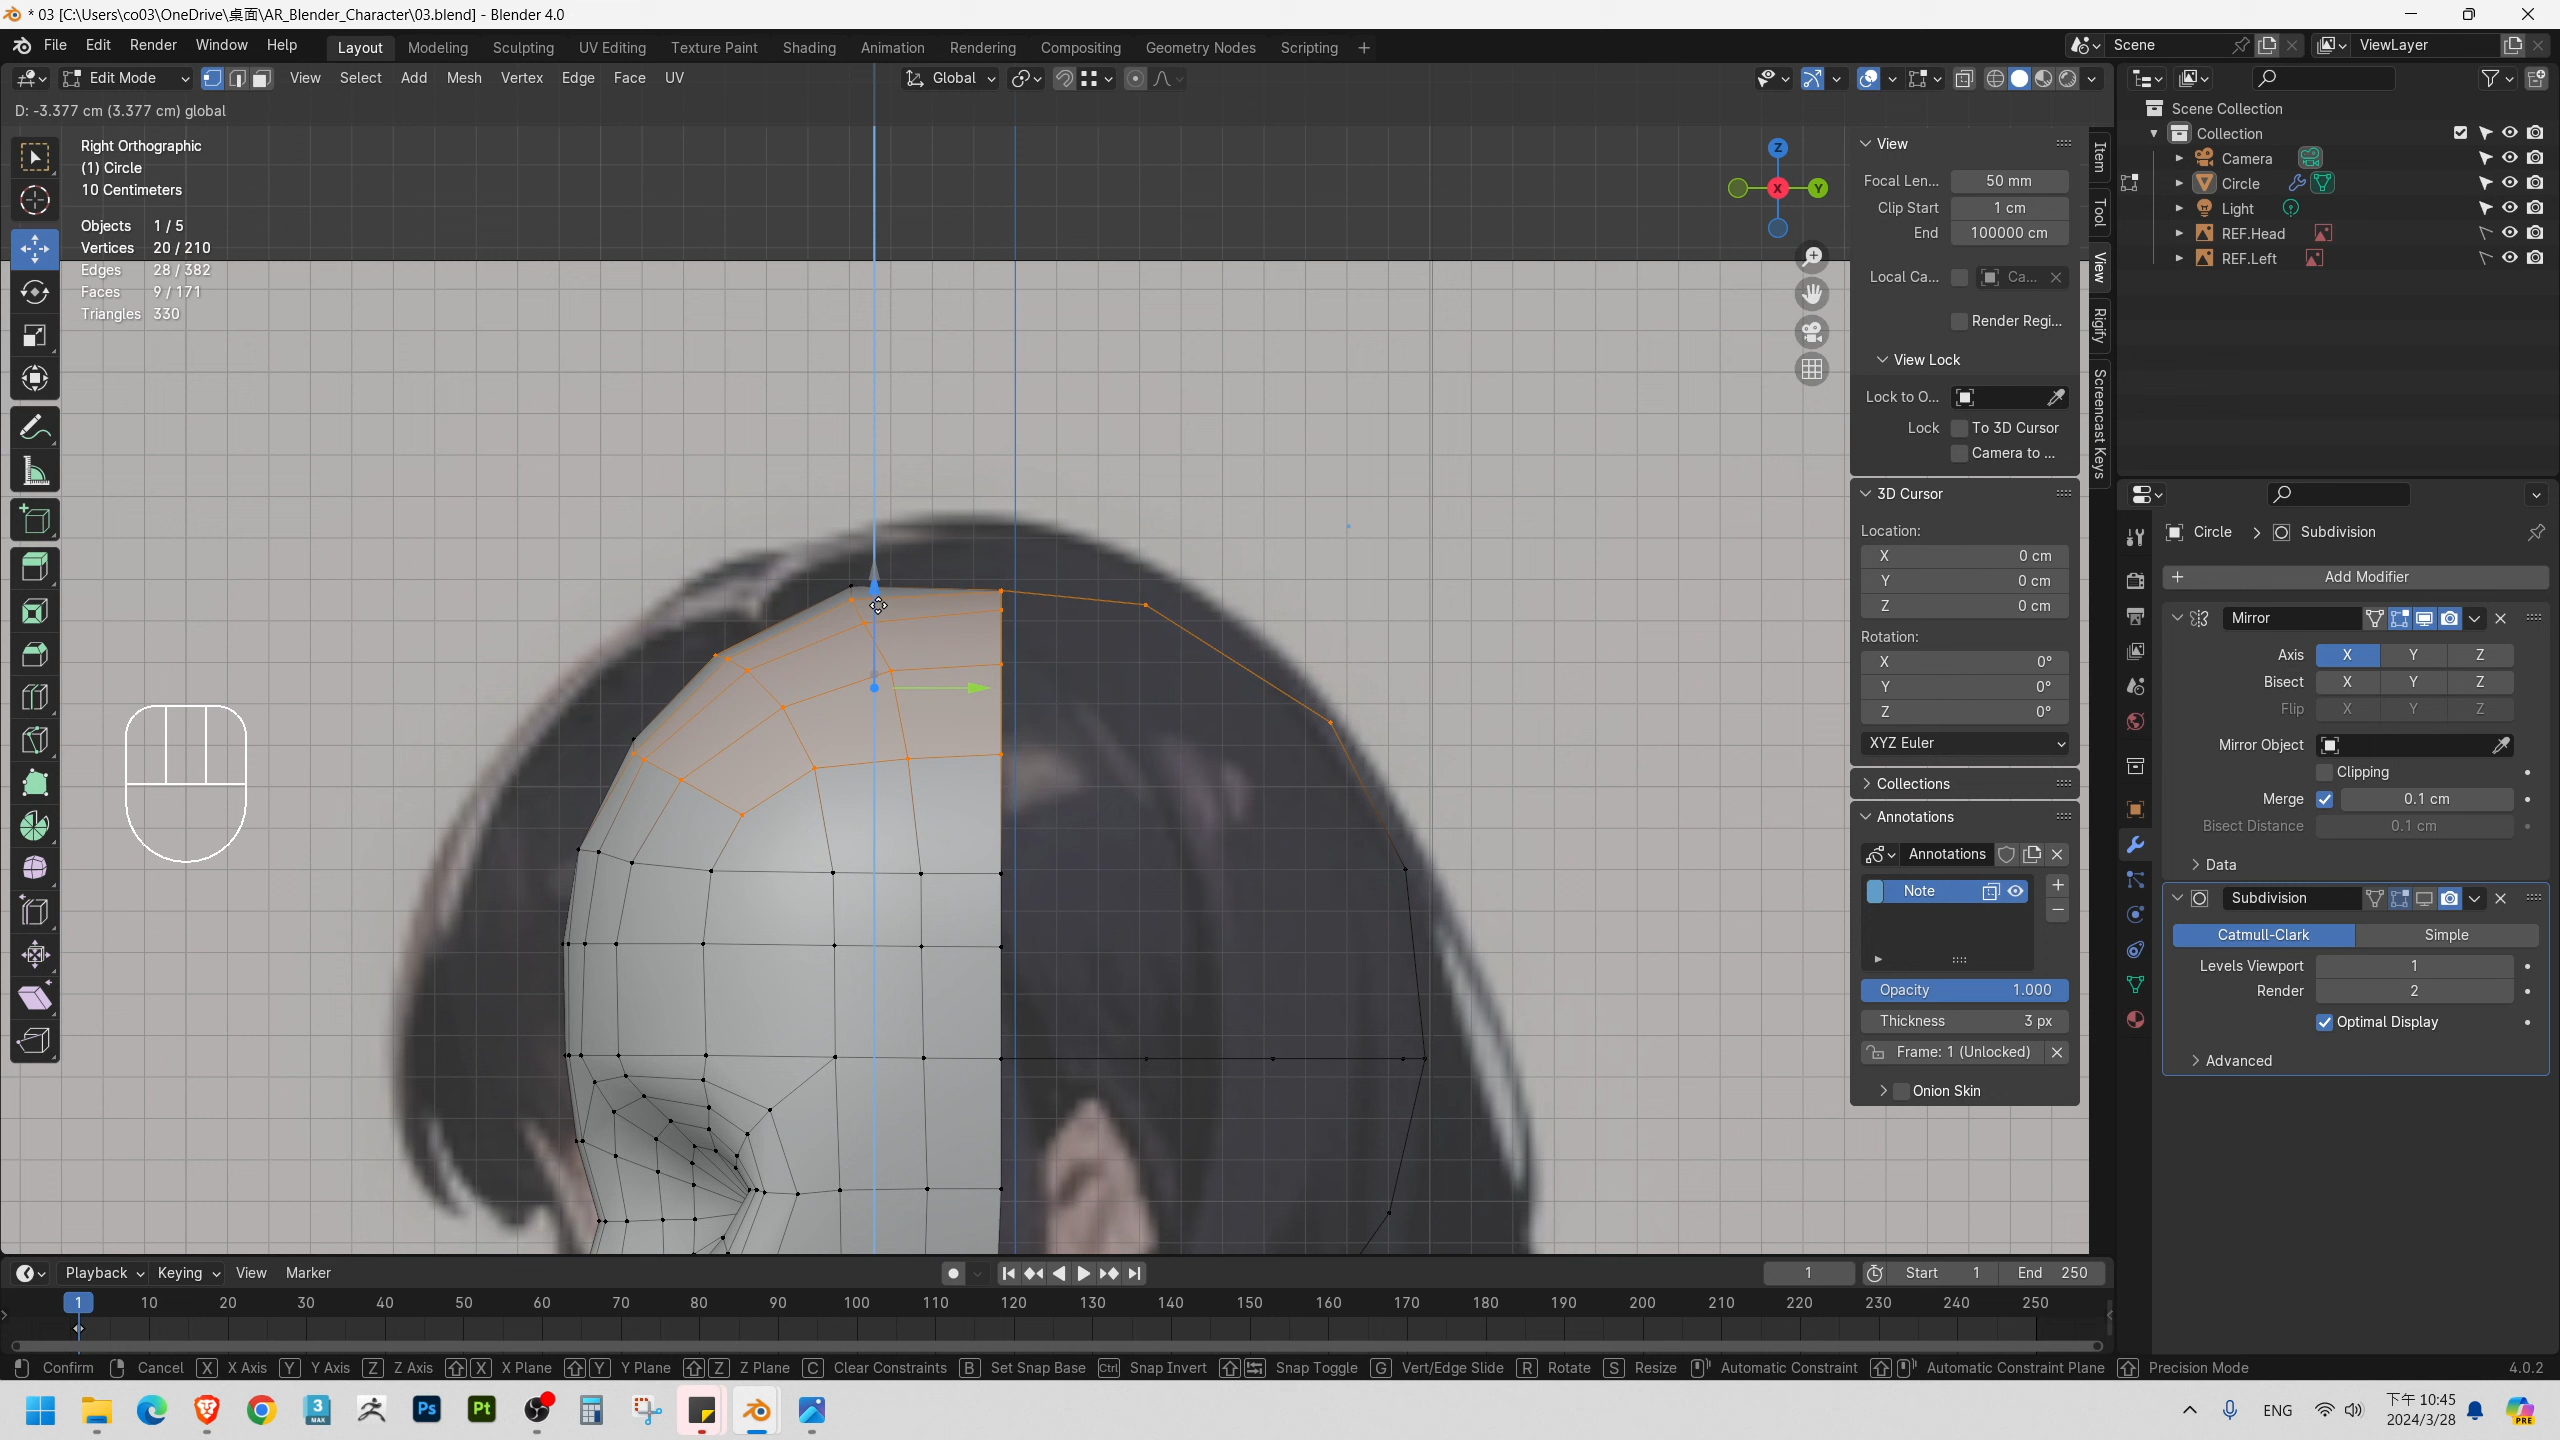 * 03 [C:\Users\co03\OneDrive\桌面\AR_Blender_Character\03.blend] - Blender 4.0
File Edit Render Window Help Layout Modeling Sculpting UV Editing Texture Paint Shading Animation Rendering Compositing Geometry Nodes Scripting + Scene ViewLayer
Edit Mode View Select Add Mesh Vertex Edge Face UV Global
D: -3.377 cm (3.377 cm) global
Right Orthographic
(1) Circle
10 Centimeters
Objects 1 / 5
Vertices 20 / 210
Edges 28 / 382
Faces 9 / 171
Triangles 330
Z
X
Y
View
Focal Len... 50 mm
Clip Start 1 cm
End 100000 cm
Local Ca... Ca...
Render Regi...
View Lock
Lock to O...
Lock To 3D Cursor
Camera to ...
3D Cursor
Location:
X 0 cm
Y 0 cm
Z 0 cm
Rotation:
X 0°
Y 0°
Z 0°
XYZ Euler
Collections
Annotations
Annotations
Note
Opacity 1.000
Thickness 3 px
Frame: 1 (Unlocked)
Onion Skin
Item
Tool
View
Rigify
Screencast Keys
Scene Collection
Collection
Camera
Circle
Light
REF.Head
REF.Left
Circle > Subdivision
+ Add Modifier
Mirror
Axis X Y Z
Bisect X Y Z
Flip X Y Z
Mirror Object
Clipping
Merge 0.1 cm
Bisect Distance 0.1 cm
Data
Subdivision
Catmull-Clark Simple
Levels Viewport 1
Render 2
Optimal Display
Advanced
Playback Keying View Marker 1 Start 1 End 250
1 10 20 30 40 50 60 70 80 90 100 110 120 130 140 150 160 170 180 190 200 210 220 230 240 250
Confirm Cancel X X Axis Y Y Axis Z Z Axis X X Plane Y Y Plane Z Z Plane C Clear Constraints B Set Snap Base Ctrl Snap Invert Snap Toggle G Vert/Edge Slide R Rotate S Resize Automatic Constraint Automatic Constraint Plane Precision Mode 4.0.2
3 MAX Ps Pt ENG 下午 10:45
2024/3/28
PRE